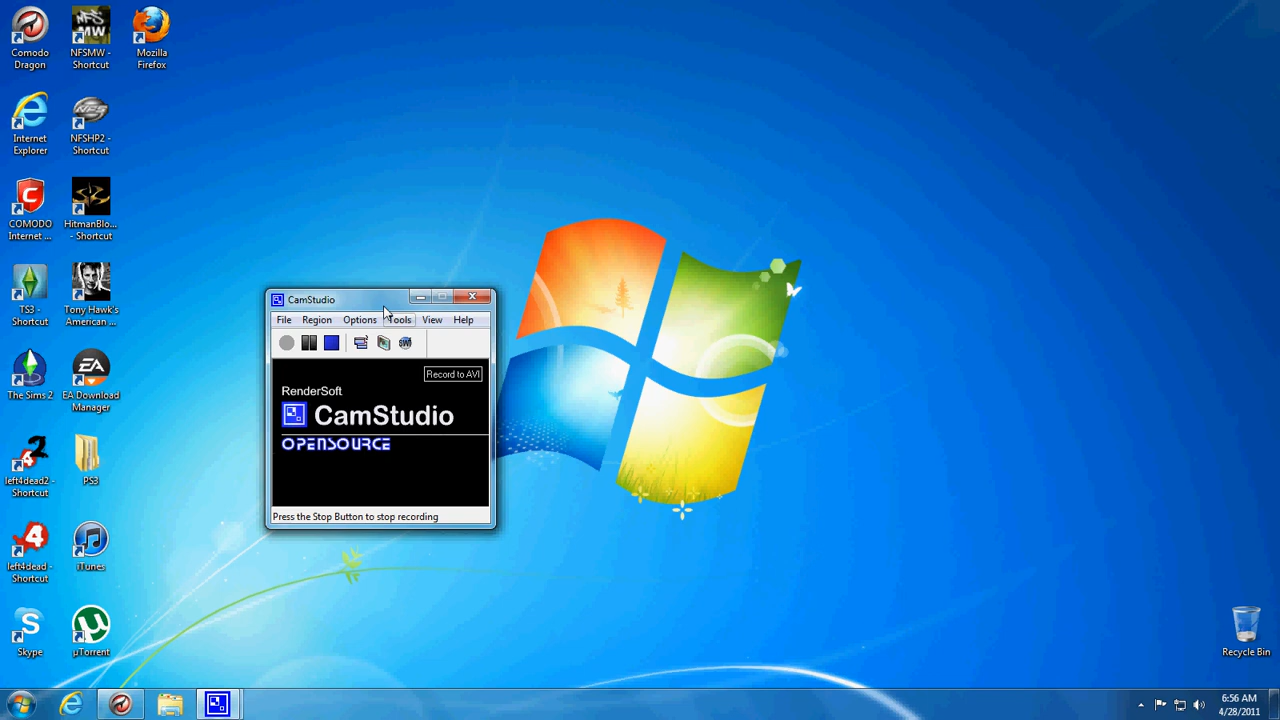 Comodo
Dragon
NFSMW -
Shortcut
Mozilla
Firefox
Internet
Explorer
NFSHP2 -
Shortcut
COMODO
Internet ...
HitmanBlo...
- Shortcut
TS3 -
Shortcut
Tony Hawk's
American ...
The Sims 2
EA Download
Manager
left4dead2 -
Shortcut
PS3
left4dead -
Shortcut
iTunes
Skype
µTorrent
CamStudio
File Region Options Tools View Help
Record to AVI
RenderSoft
CamStudio
OPENSOURCE
Press the Stop Button to stop recording
Recycle Bin
6:56 AM
4/28/2011